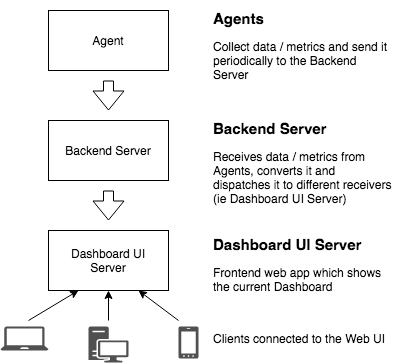 Agent
Agents
Collect data / metrics and send it
periodically to the Backend
Server
Backend Server
Backend Server
Receives data / metrics from
Agents, converts it and
dispatches it to different receivers
(ie Dashboard UI Server)
Dashboard UI
Server
Dashboard UI Server
Frontend web app which shows
the current Dashboard
Clients connected to the Web UI